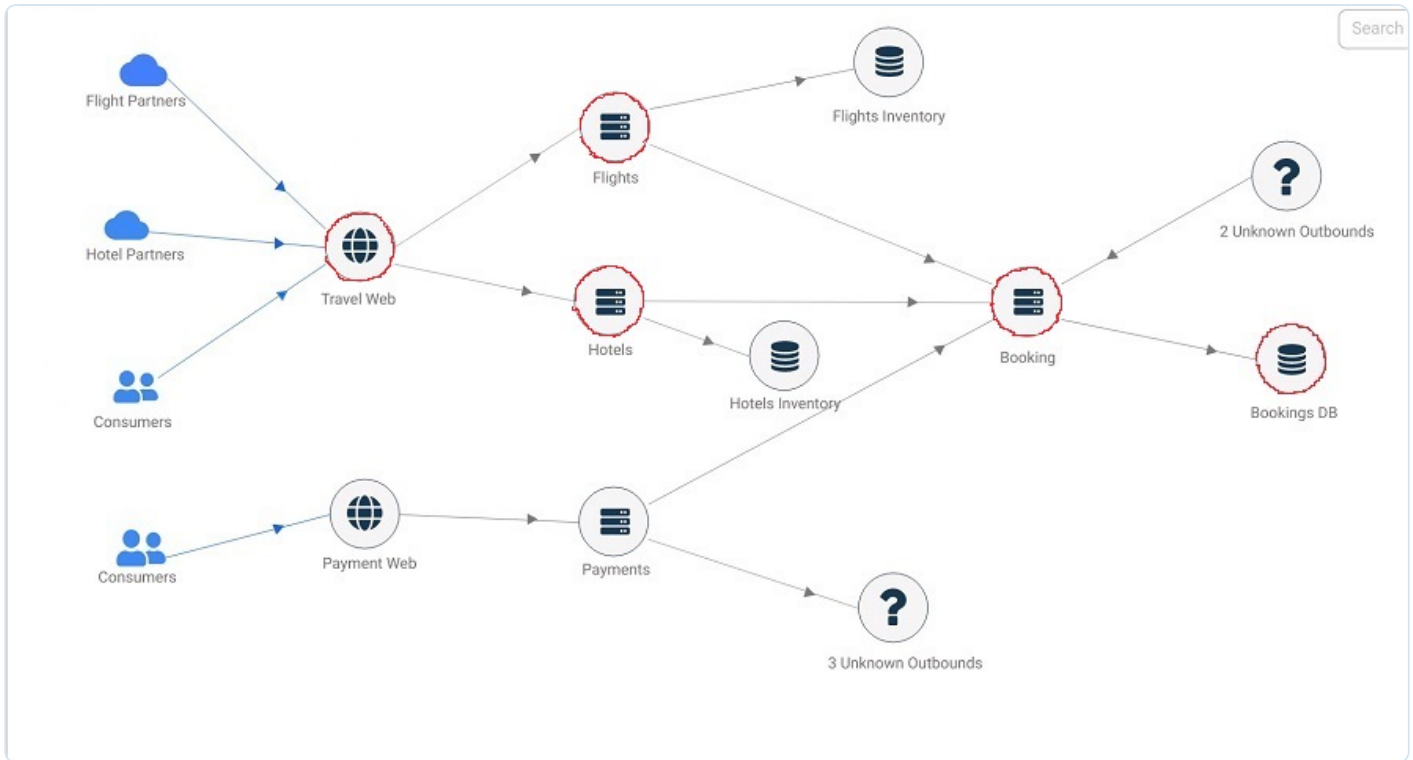 Search
Flight Partners
Flights Inventory
Flights
2 Unknown Outbounds
Hotel Partners
Travel Web
Hotels
Booking
Hotels Inventory
Bookings DB
Consumers
Payment Web
Payments
Consumers
3 Unknown Outbounds